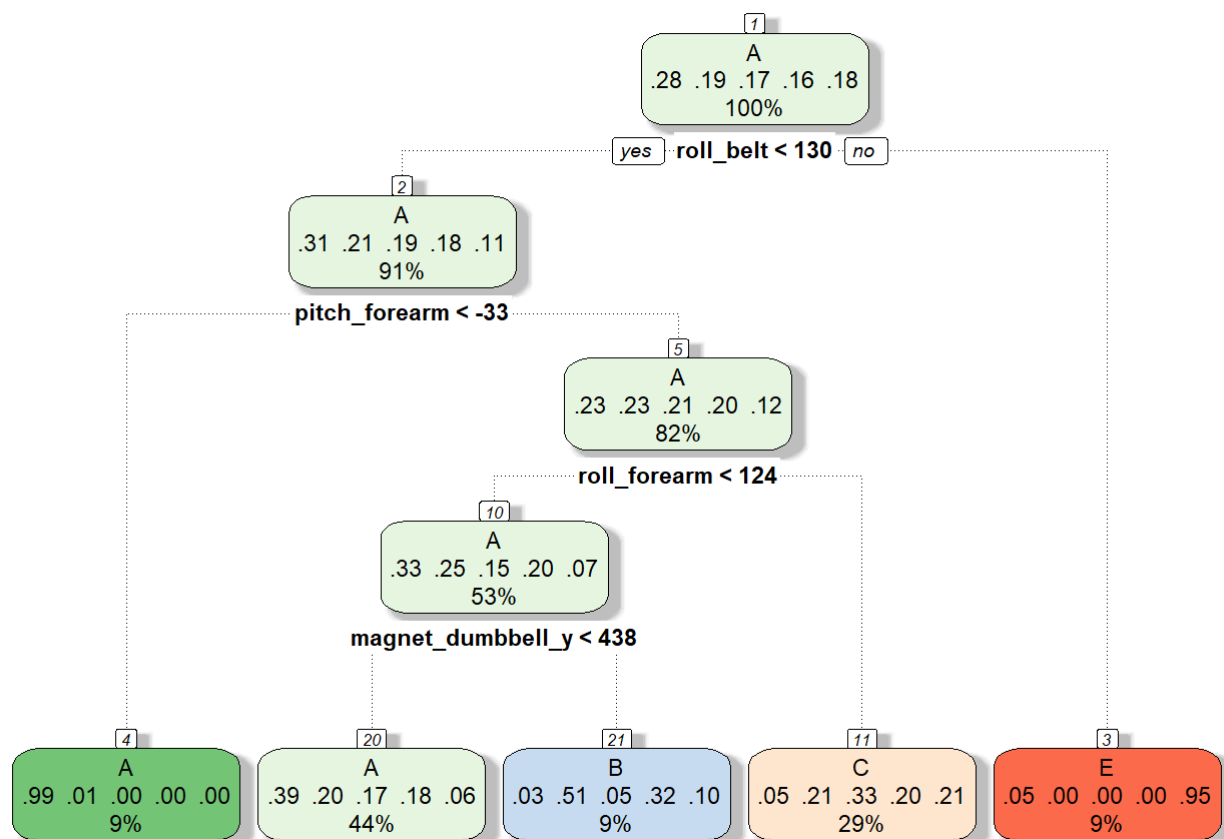 1
A
.28 .19 .17 .16 .18
100%
yes roll_belt < 130 no
2
A
.31 .21 .19 .18 .11
91%
pitch_forearm < -33
5
A
.23 .23 .21 .20 .12
82%
roll_forearm < 124
10
A
.33 .25 .15 .20 .07
53%
magnet_dumbbell_y < 438
4
A
.99 .01 .00 .00 .00
9%
20
A
.39 .20 .17 .18 .06
44%
21
B
.03 .51 .05 .32 .10
9%
11
C
.05 .21 .33 .20 .21
29%
3
E
.05 .00 .00 .00 .95
9%